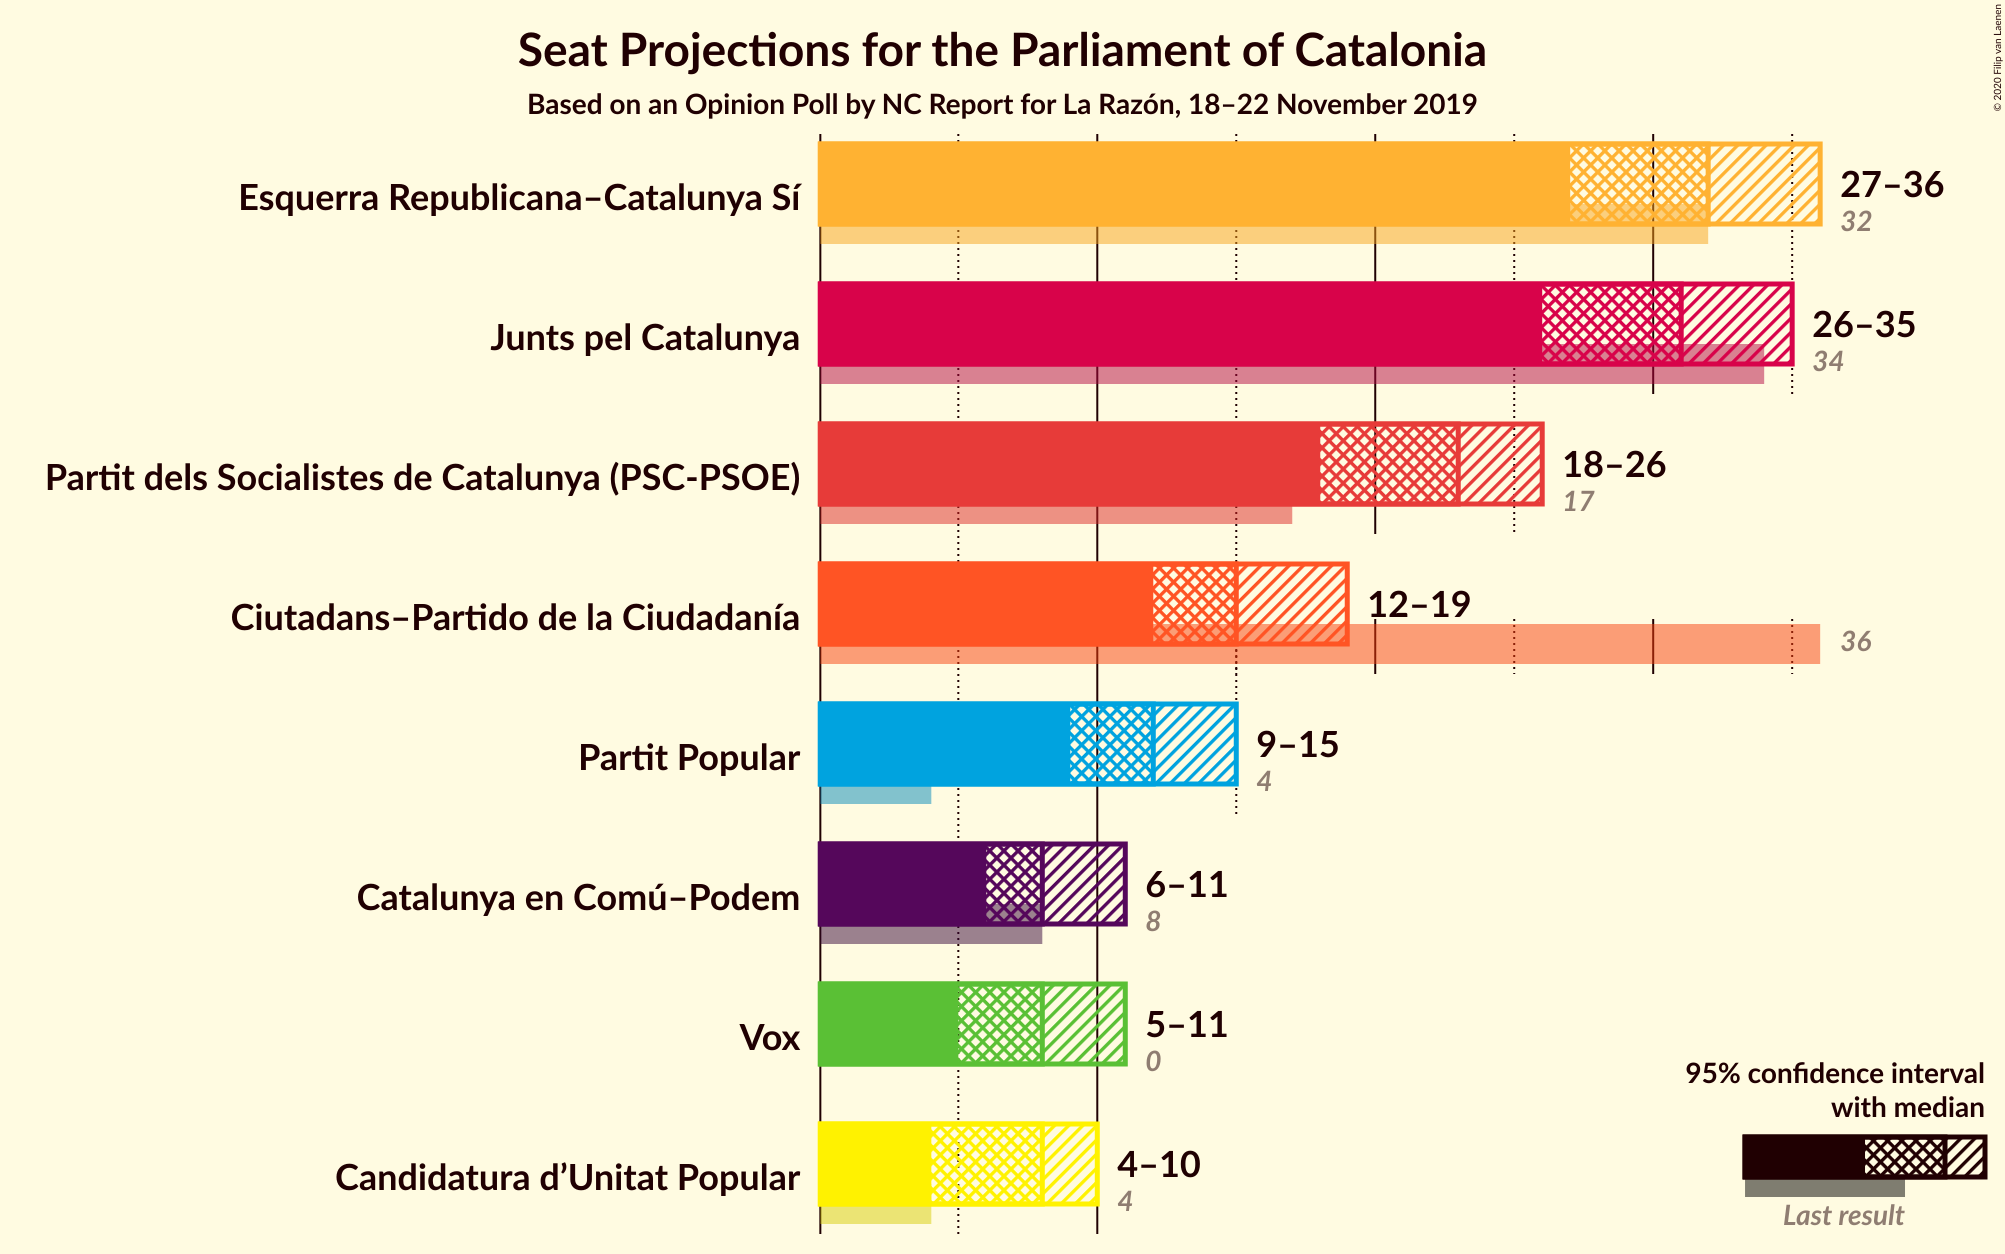 Seat Projections for the Parliament of Catalonia
Based on an Opinion Poll by NC Report for La Razón, 18–22 November 2019
© 2020 Filip van Laenen
Esquerra Republicana–Catalunya Sí
27–36
32
Junts pel Catalunya
26–35
34
Partit dels Socialistes de Catalunya (PSC-PSOE)
18–26
17
Ciutadans–Partido de la Ciudadanía
12–19
36
Partit Popular
9–15
4
Catalunya en Comú–Podem
6–11
8
Vox
5–11
0
Candidatura d’Unitat Popular
4–10
4
95% confidence interval
with median
Last result